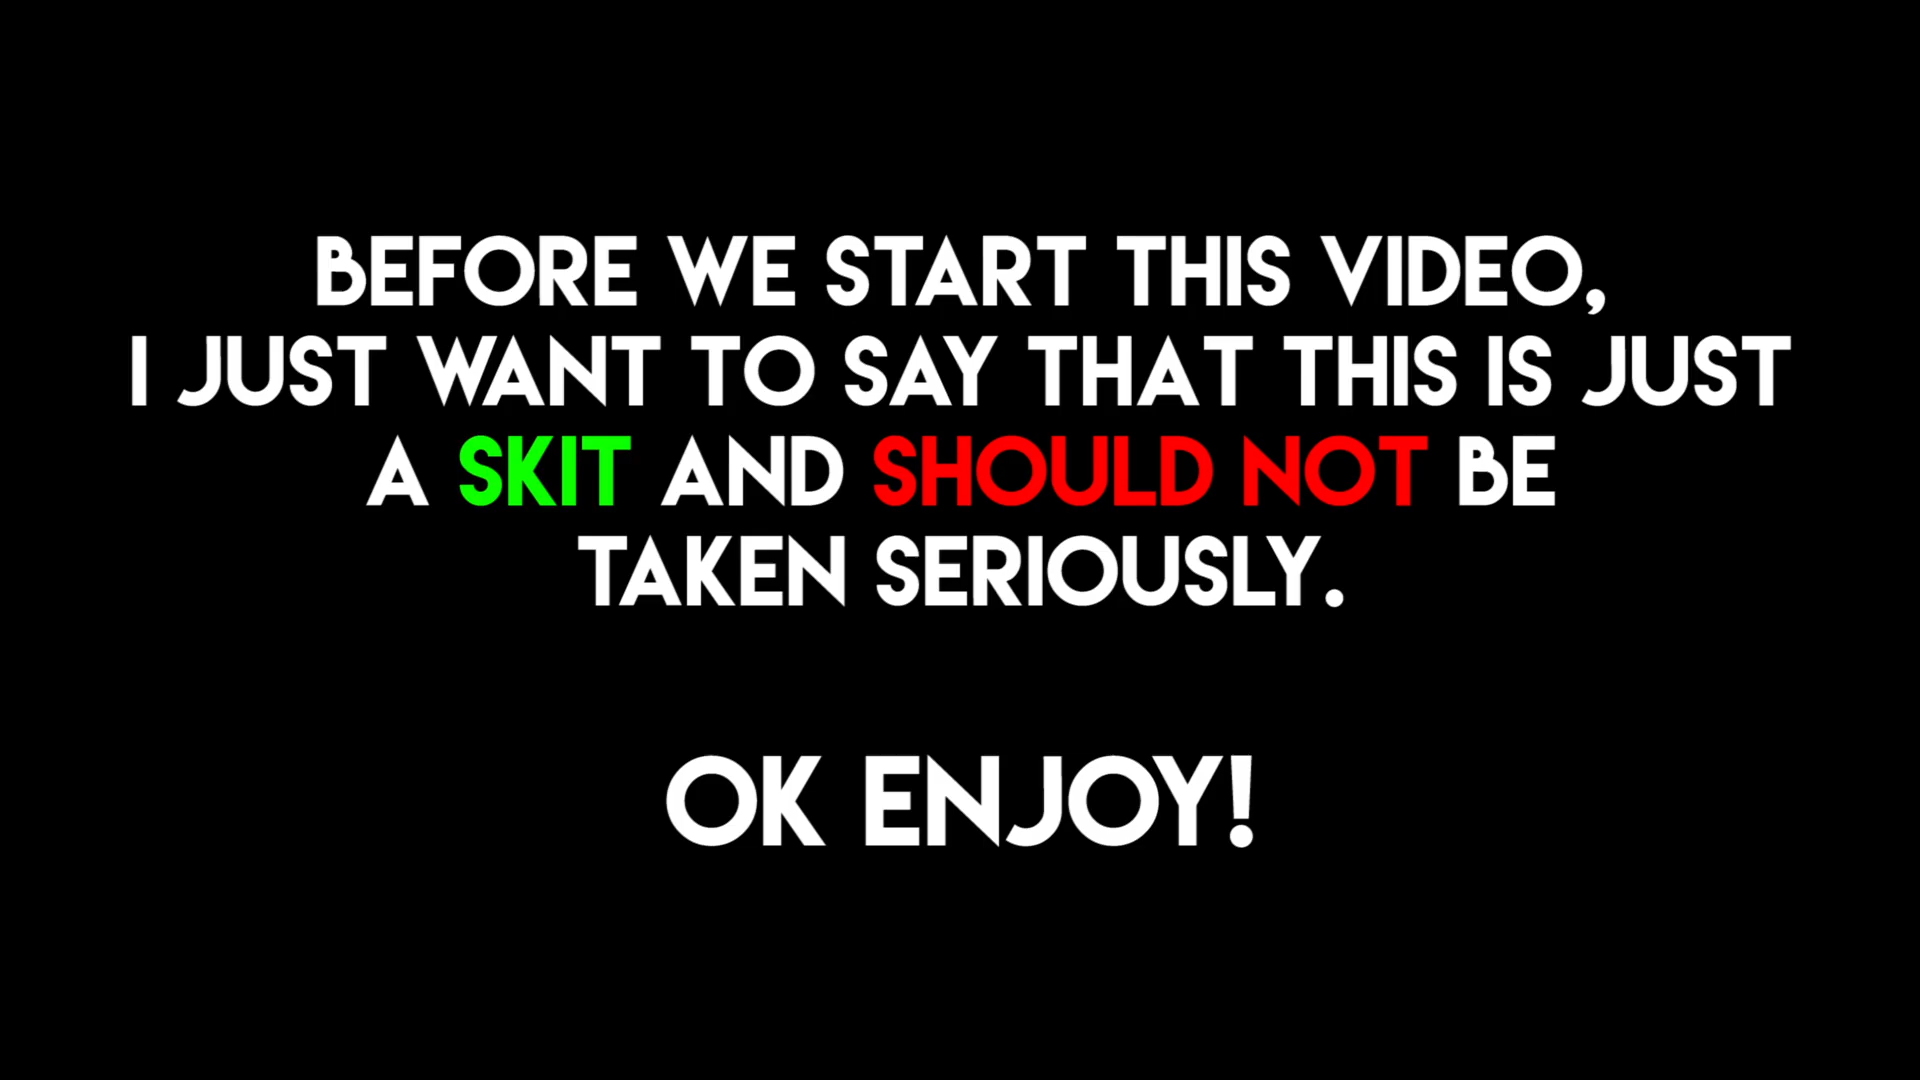 BEFORE WE START THIS VIDEO,
I JUST WANT TO SAY THAT THIS IS JUST
A SKIT AND SHOULD NOT BE
TAKEN SERIOUSLY.
OK ENJOY!